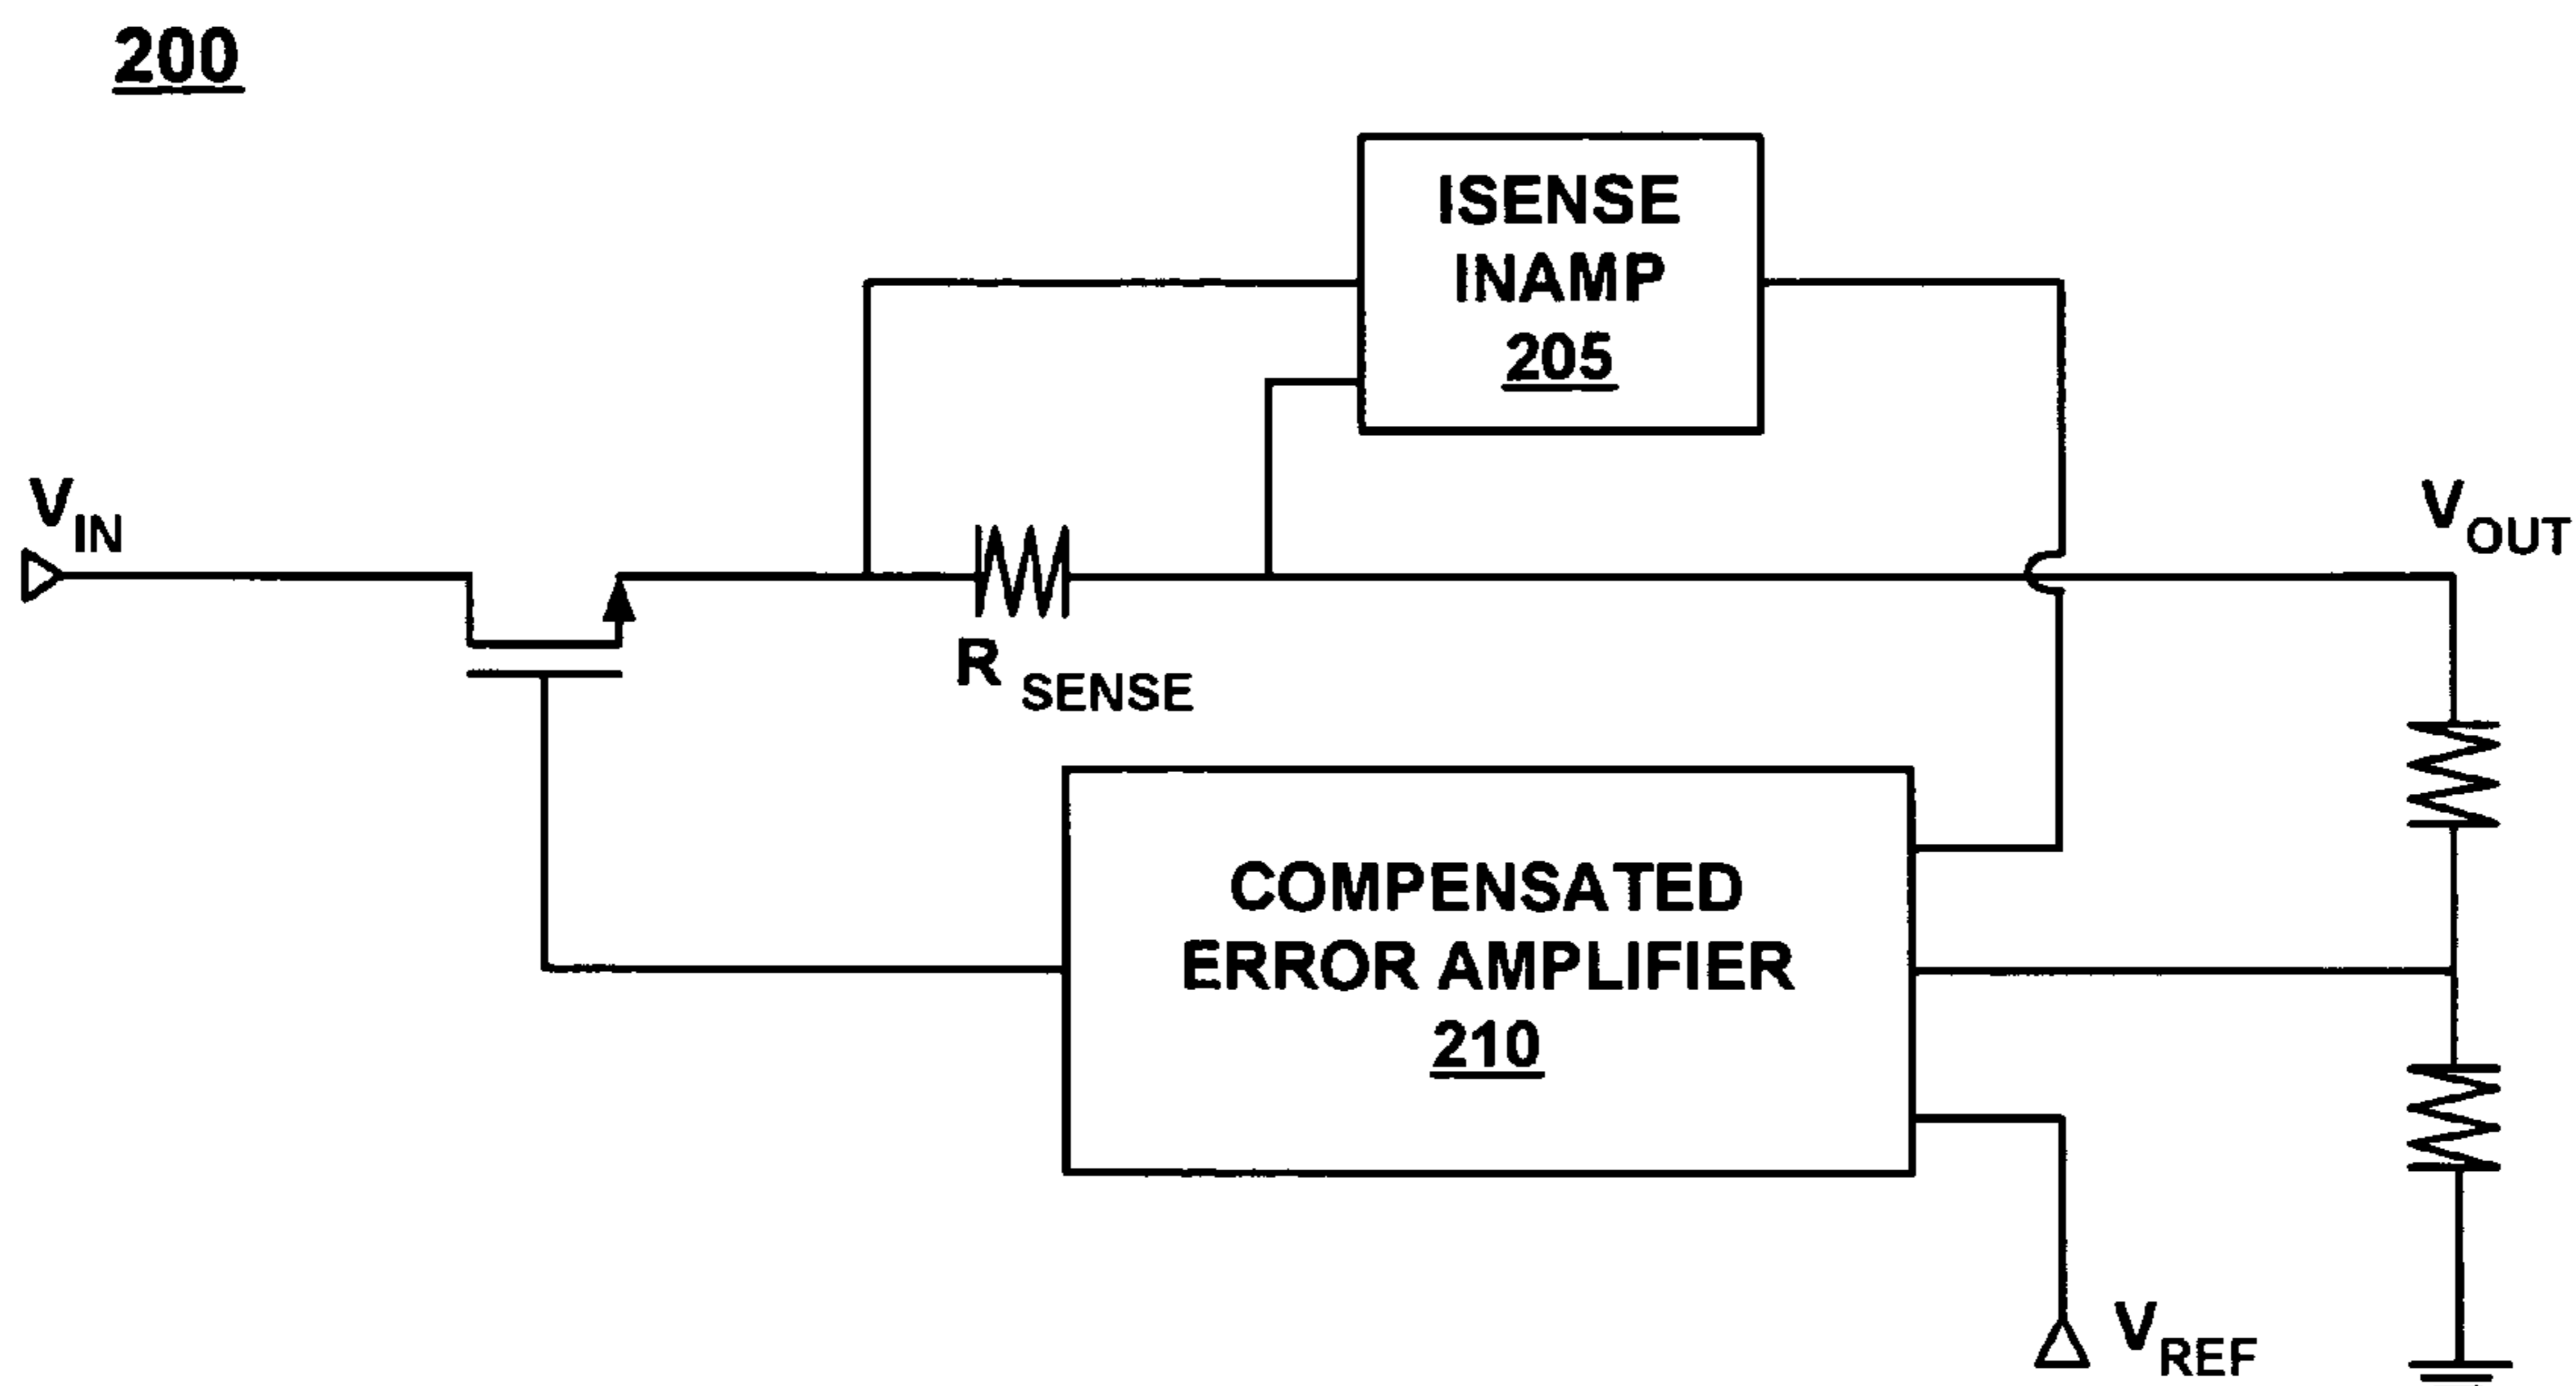 200
ISENSE
INAMP
205
VIN
VOUT
R SENSE
COMPENSATED
ERROR AMPLIFIER
210
VREF